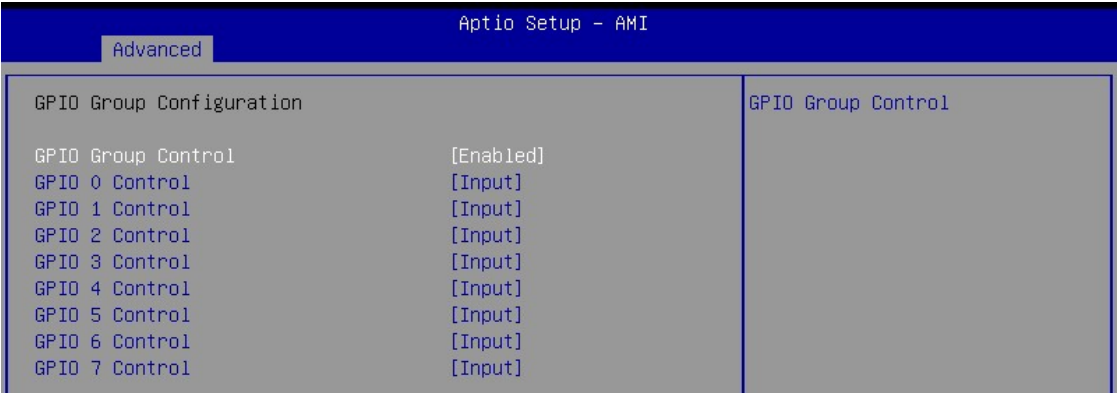 Aptio Setup – AMI
Advanced
GPIO Group Configuration
GPIO Group Control [Enabled]
GPIO 0 Control [Input]
GPIO 1 Control [Input]
GPIO 2 Control [Input]
GPIO 3 Control [Input]
GPIO 4 Control [Input]
GPIO 5 Control [Input]
GPIO 6 Control [Input]
GPIO 7 Control [Input]
GPIO Group Control